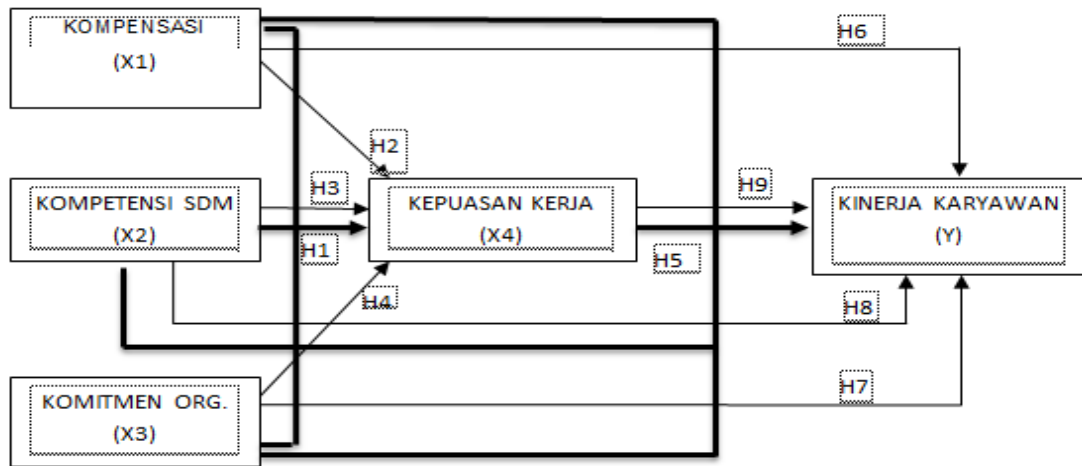 KOMPENSASI
(X1)
H6
H2
H3
KOMPETENSI SDM
(X2)
KEPUASAN KERJA
(X4)
H9
KINERJA KARYAWAN
(Y)
H1
H5
H4
H8
KOMITMEN ORG.
(X3)
H7